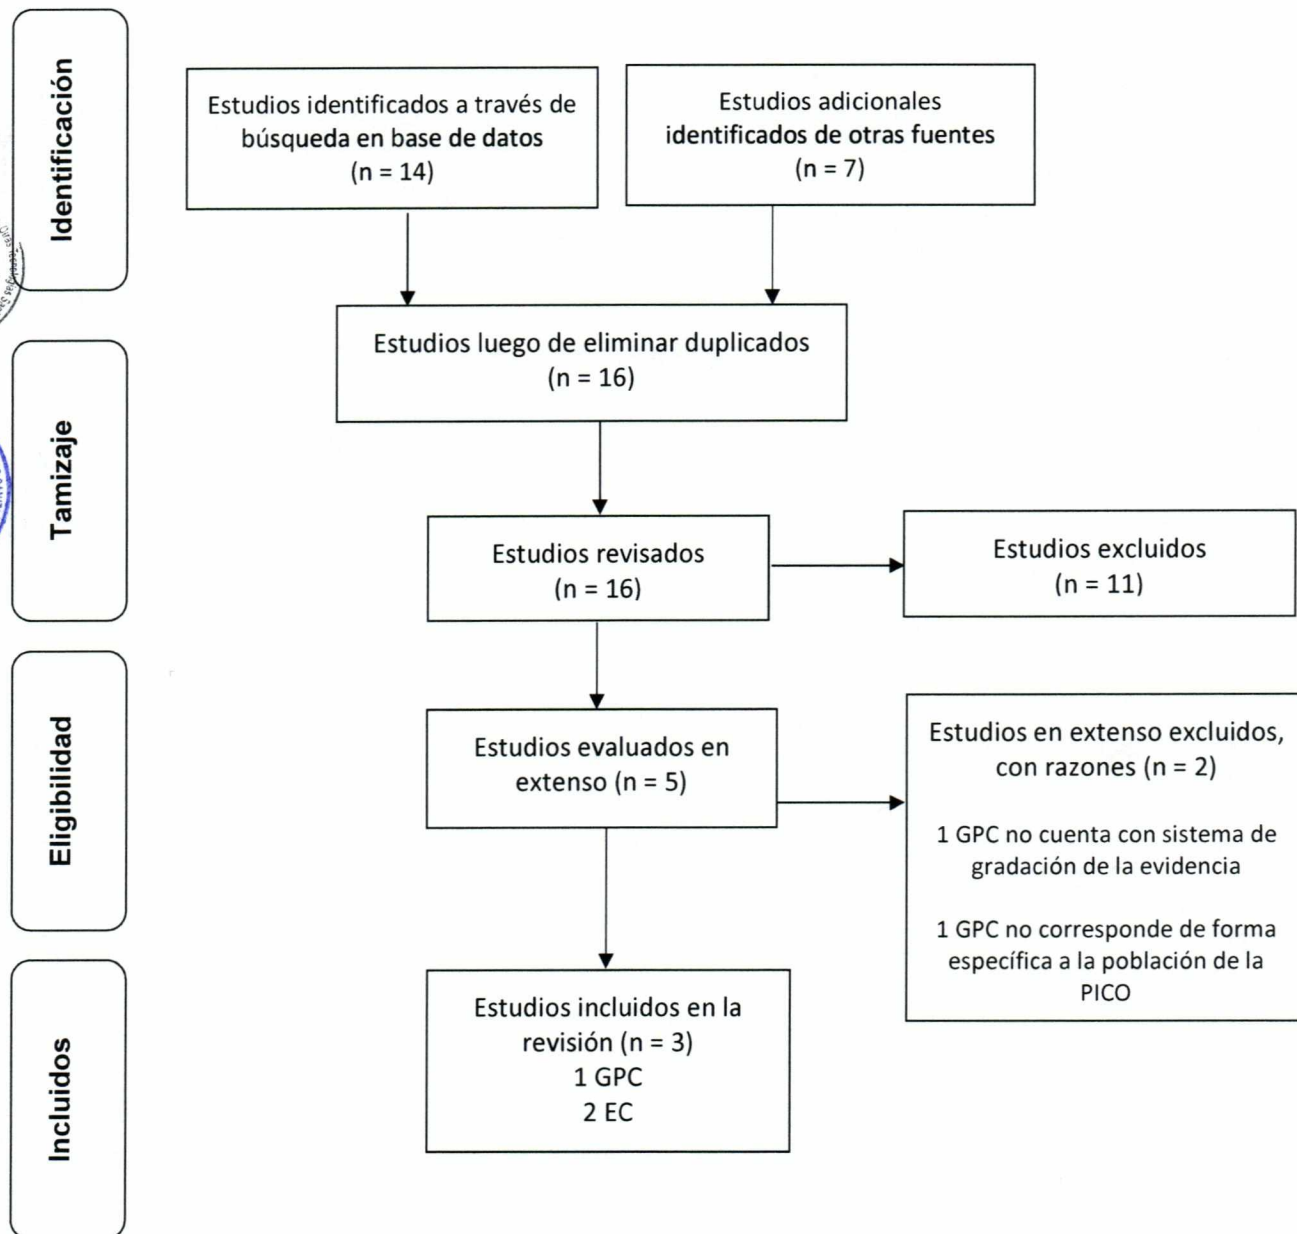 Identificación
Estudios identificados a través de
búsqueda en base de datos
(n = 14)
Estudios adicionales
identificados de otras fuentes
(n = 7)
Estudios luego de eliminar duplicados
(n = 16)
Tamizaje
Estudios revisados
(n = 16)
Estudios excluidos
(n = 11)
Eligibilidad
Estudios evaluados en
extenso (n = 5)
Estudios en extenso excluidos,
con razones (n = 2)
1 GPC no cuenta con sistema de
gradación de la evidencia
1 GPC no corresponde de forma
específica a la población de la
PICO
Incluidos
Estudios incluidos en la
revisión (n = 3)
1 GPC
2 EC